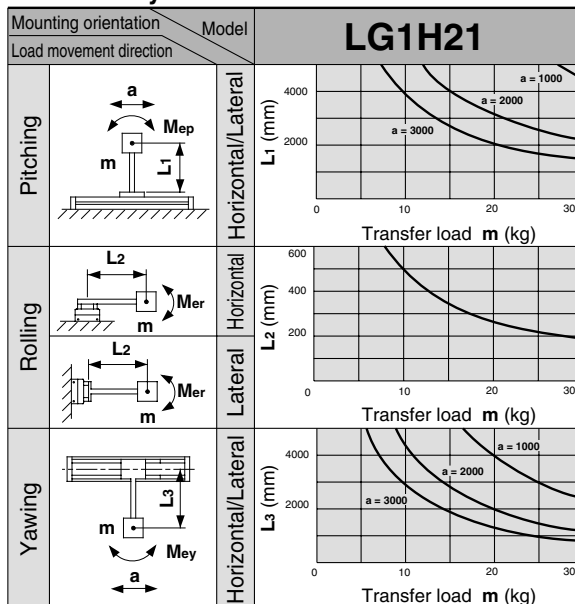 Mounting orientation
Model
Load movement direction
LG1H21
Pitching
a
Mep
m
L1
Horizontal/Lateral
L1 (mm)
4000
2000
a = 1000
a = 2000
a = 3000
0
10
20
30
Transfer load m (kg)
Rolling
L2
Mer
m
Horizontal
L2
Mer
m
Lateral
L2 (mm)
600
400
200
0
10
20
30
Transfer load m (kg)
Yawing
L3
m
Mey
a
Horizontal/Lateral
L3 (mm)
4000
2000
a = 1000
a = 2000
a = 3000
0
10
20
30
Transfer load m (kg)